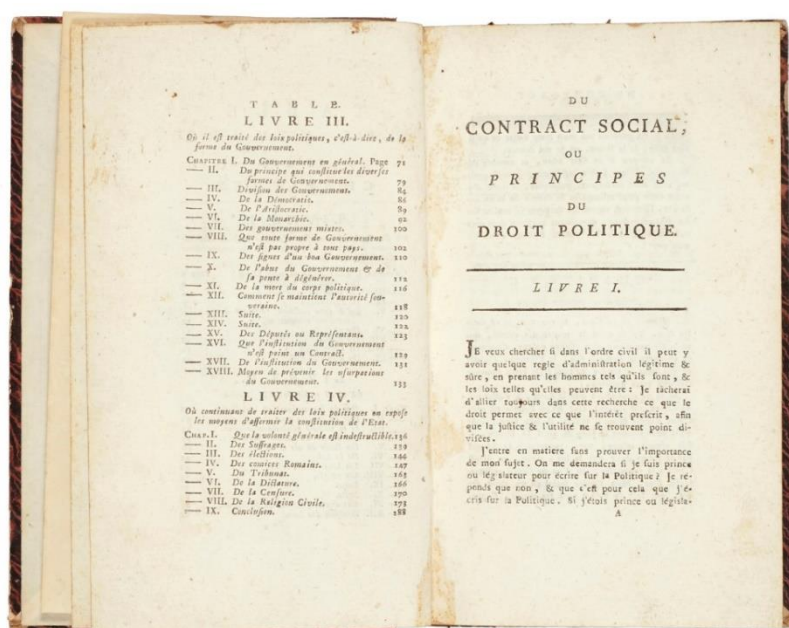 TABLE.
LIVRE III.
Où il eſt traité des loix politiques, c'eſt-à-dire, de la
forme du Gouvernement.
CHAPITRE I. Du Gouvernement en général. Page 71
— II. Du principe qui conſtitue les diverſes
formes de Gouvernement. 79
— III. Diviſion des Gouvernement. 84
— IV. De la Démocratie. 86
— V. De l'Ariſtocratie. 89
— VI. De la Monarchie. 92
— VII. Des gouvernement mixtes. 100
— VIII. Que toute forme de Gouvernement
n'eſt pas propre à tout pays. 102
— IX. Des ſignes d'un bon Gouvernement. 110
— X. De l'abus du Gouvernement & de
ſa pente à dégénérer. 112
— XI. De la mort du corps politique. 116
— XII. Comment ſe maintient l'autorité ſou-
veraine. 118
— XIII. Suite. 120
— XIV. Suite. 122
— XV. Des Députés ou Repréſentans. 123
— XVI. Que l'inſtitution du Gouvernement
n'eſt point un Contract. 129
— XVII. De l'inſtitution du Gouvernement. 131
— XVIII. Moyen de prévenir les uſurpations
du Gouvernement. 133
LIVRE IV.
Où continuant de traiter des loix politiques on expoſe
les moyens d'affermir la conſtitution de l'Etat.
CHAP. I. Que la volonté générale eſt indeſtructible. 136
— II. Des Suffrages. 139
— III. Des élections. 144
— IV. Des comices Romains. 147
— V. Du Tribunat. 163
— VI. De la Dictature. 166
— VII. De la Cenſure. 170
— VIII. De la Religion Civile. 173
— IX. Concluſion. 188
DU
CONTRACT SOCIAL,
OU
PRINCIPES
DU
DROIT POLITIQUE.
LIVRE I.
JE veux chercher ſi dans l'ordre civil il peut y
avoir quelque regle d'adminiſtration légitime &
sûre, en prenant les hommes tels qu'ils ſont, &
les loix telles qu'elles peuvent être: Je tâcherai
d'allier toujours dans cette recherche ce que le
droit permet avec ce que l'intérêt preſcrit, afin
que la juſtice & l'utilité ne ſe trouvent point di-
viſées.
J'entre en matiere ſans prouver l'importance
de mon ſujet. On me demandera ſi je ſuis prince
ou légiſlateur pour écrire ſur la Politique? Je ré-
ponds que non, & que c'eſt pour cela que j'é-
cris ſur la Politique. Si j'étois prince ou légiſla-
A